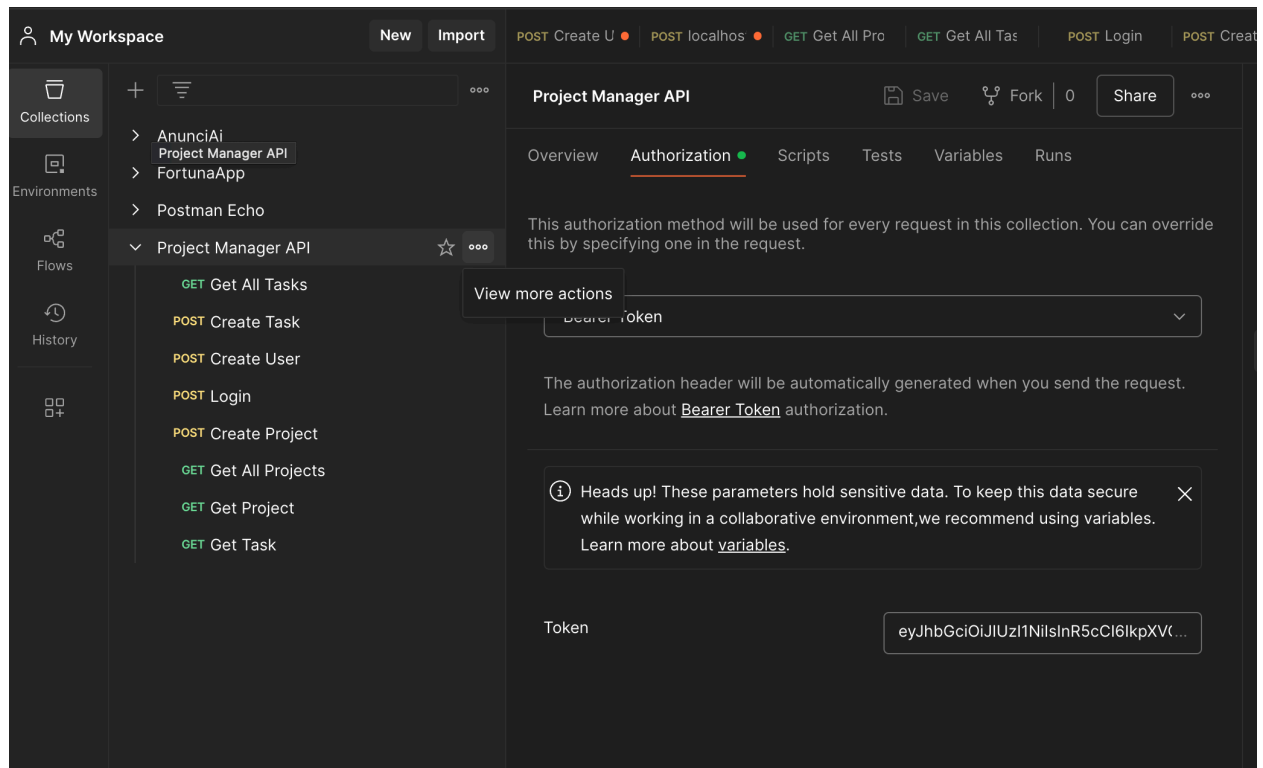 My Workspace
New
Import
POST Create U
POST localhos
GET Get All Pro
GET Get All Tas
POST Login
POST Creat
Collections
Environments
Flows
History
AnunciAi
Project Manager API
FortunaApp
Postman Echo
Project Manager API
GET Get All Tasks
POST Create Task
POST Create User
POST Login
POST Create Project
GET Get All Projects
GET Get Project
GET Get Task
View more actions
Project Manager API
Save
Fork
0
Share
Overview
Authorization
Scripts
Tests
Variables
Runs
This authorization method will be used for every request in this collection. You can override
this by specifying one in the request.
Bearer Token
The authorization header will be automatically generated when you send the request.
Learn more about Bearer Token authorization.
Heads up! These parameters hold sensitive data. To keep this data secure
while working in a collaborative environment,we recommend using variables.
Learn more about variables.
Token